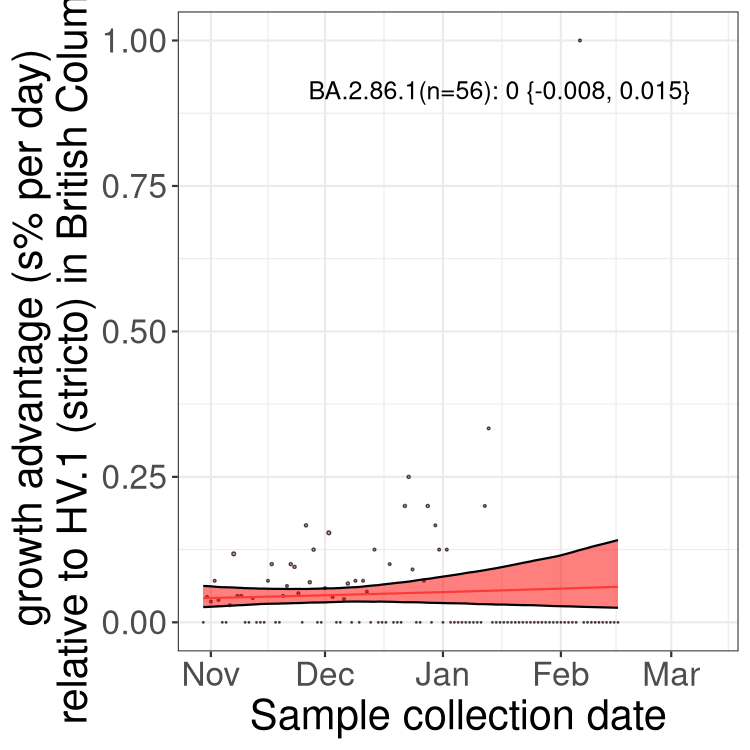 growth advantage (s% per day)
relative to HV.1 (stricto) in British Colum
1.00
0.75
0.50
0.25
0.00
BA.2.86.1(n=56): 0 {-0.008, 0.015}
Nov Dec Jan Feb Mar
Sample collection date